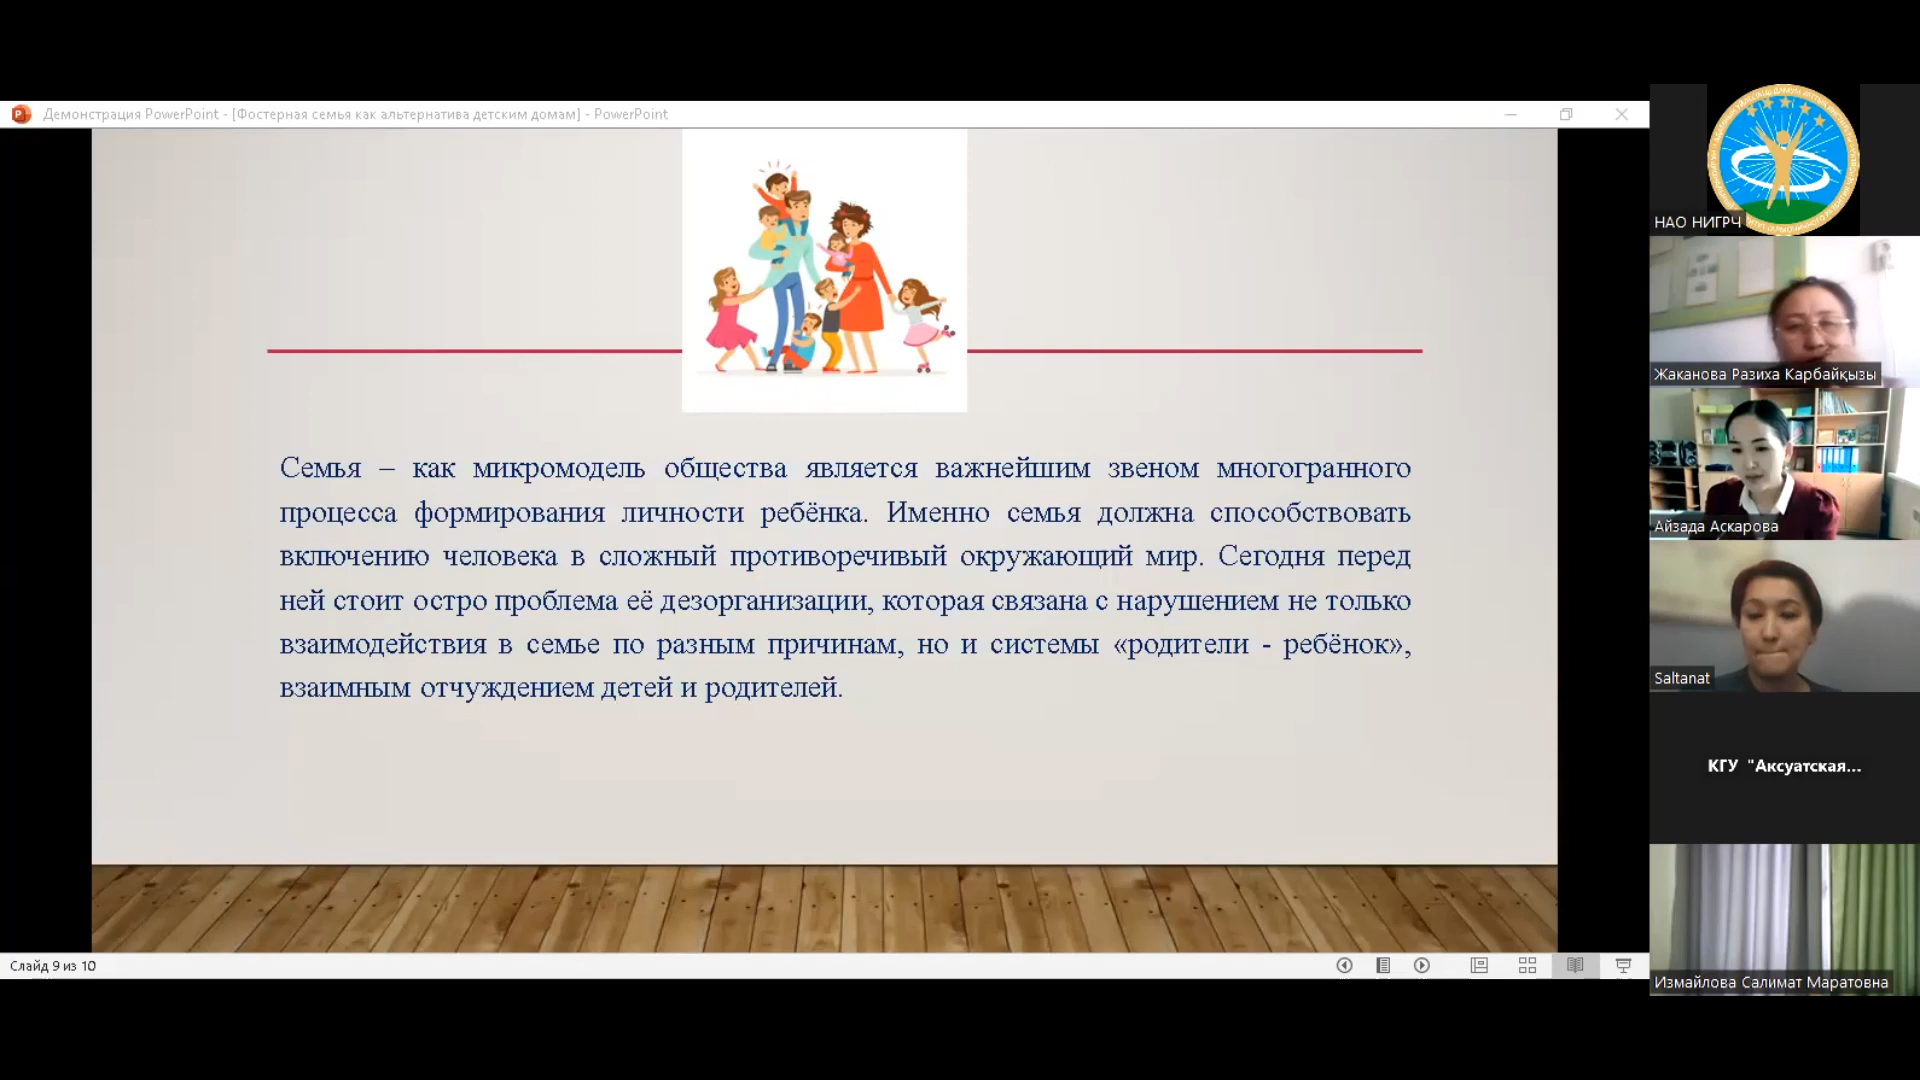 Демонстрация PowerPoint - [Фостерная семья как альтернатива детским домам] - PowerPoint
Семья – как микромодель общества является важнейшим звеном многогранного
процесса формирования личности ребёнка. Именно семья должна способствовать
включению человека в сложный противоречивый окружающий мир. Сегодня перед
ней стоит остро проблема её дезорганизации, которая связана с нарушением не только
взаимодействия в семье по разным причинам, но и системы «родители - ребёнок»,
взаимным отчуждением детей и родителей.
Слайд 9 из 10
НАО НИГРЧ
Жаканова Разиха Карбайқызы
Айзада Аскарова
Saltanat
КГУ "Аксуатская...
Измайлова Салимат Маратовна